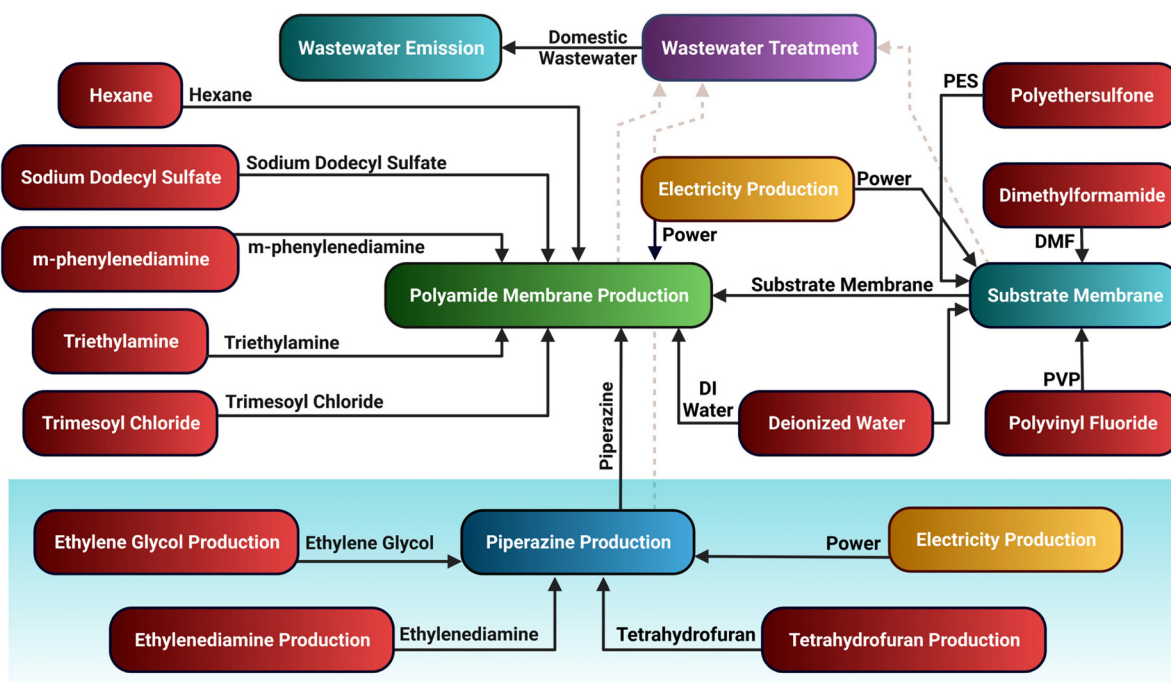 Wastewater Emission
Domestic
Wastewater
Wastewater Treatment
Hexane
Hexane
PES
Polyethersulfone
Sodium Dodecyl Sulfate
Sodium Dodecyl Sulfate
Electricity Production
Power
Dimethylformamide
m-phenylenediamine
m-phenylenediamine
Power
DMF
Polyamide Membrane Production
Substrate Membrane
Substrate Membrane
Triethylamine
Triethylamine
Trimesoyl Chloride
Trimesoyl Chloride
Piperazine
DI
Water
Deionized Water
PVP
Polyvinyl Fluoride
Ethylene Glycol Production
Ethylene Glycol
Piperazine Production
Power
Electricity Production
Ethylenediamine Production
Ethylenediamine
Tetrahydrofuran
Tetrahydrofuran Production